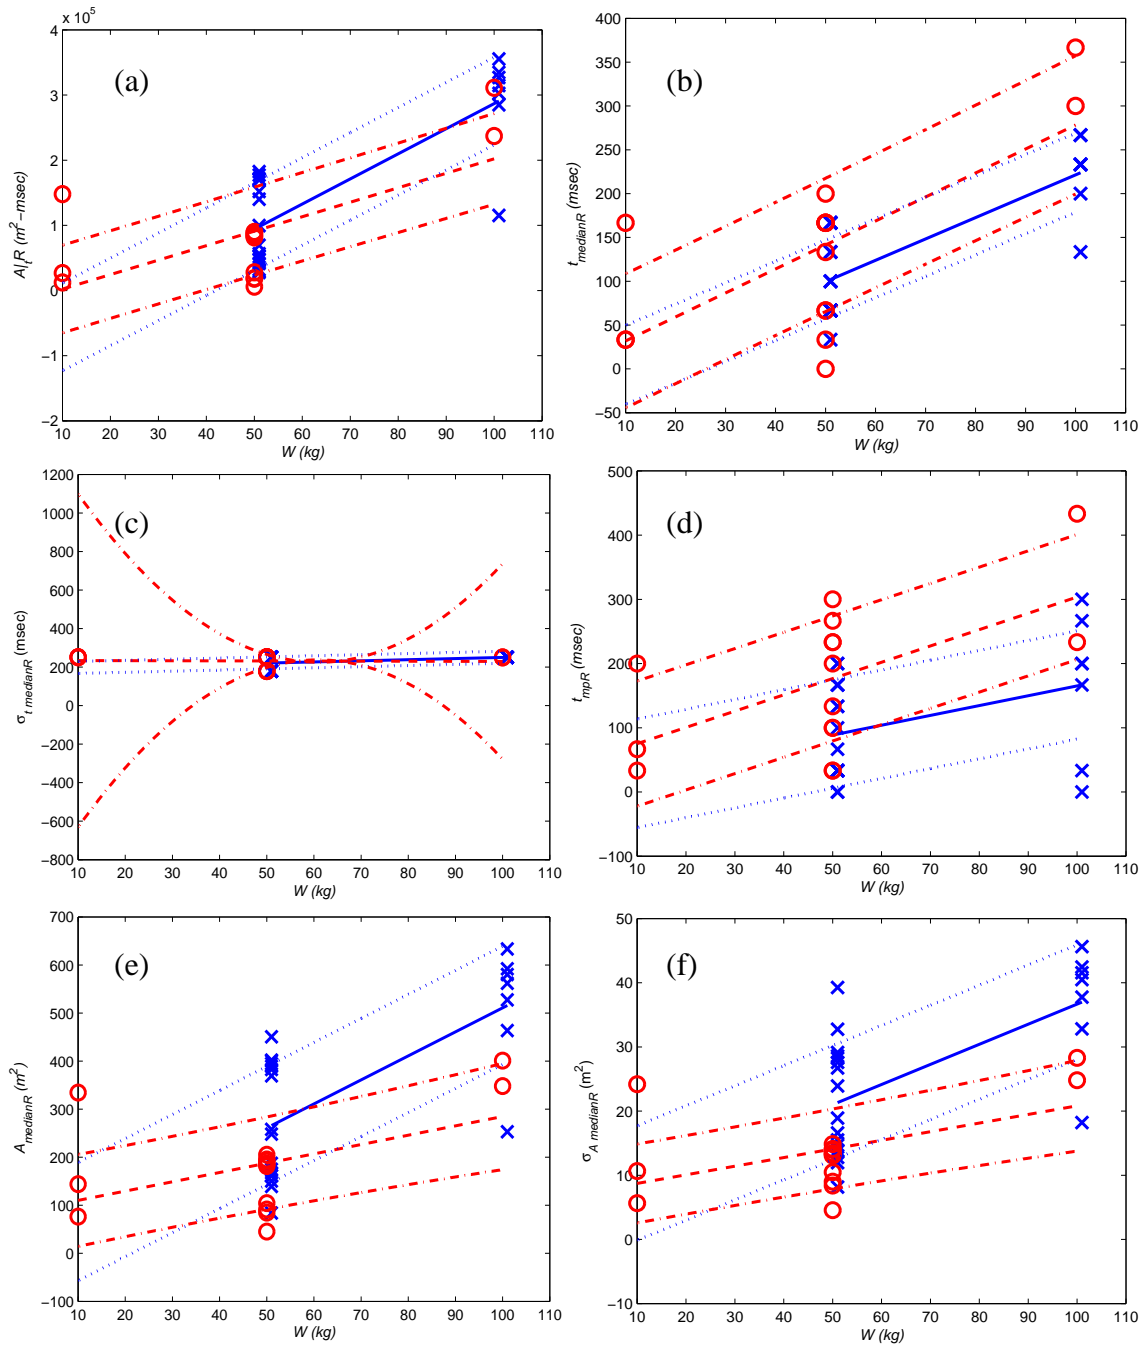 (a)
x 10^5
4
3
2
1
0
−1
−2
10 20 30 40 50 60 70 80 90 100 110
A|_tR (m^2−msec)
W (kg)
(b)
400
350
300
250
200
150
100
50
0
−50
10 20 30 40 50 60 70 80 90 100 110
t_medianR (msec)
W (kg)
(c)
1200
1000
800
600
400
200
0
−200
−400
−600
−800
10 20 30 40 50 60 70 80 90 100 110
σ_t medianR (msec)
W (kg)
(d)
500
400
300
200
100
0
−100
10 20 30 40 50 60 70 80 90 100 110
t_mpR (msec)
W (kg)
(e)
700
600
500
400
300
200
100
0
−100
10 20 30 40 50 60 70 80 90 100 110
A_medianR (m^2)
W (kg)
(f)
50
40
30
20
10
0
−10
10 20 30 40 50 60 70 80 90 100 110
σ_A medianR (m^2)
W (kg)